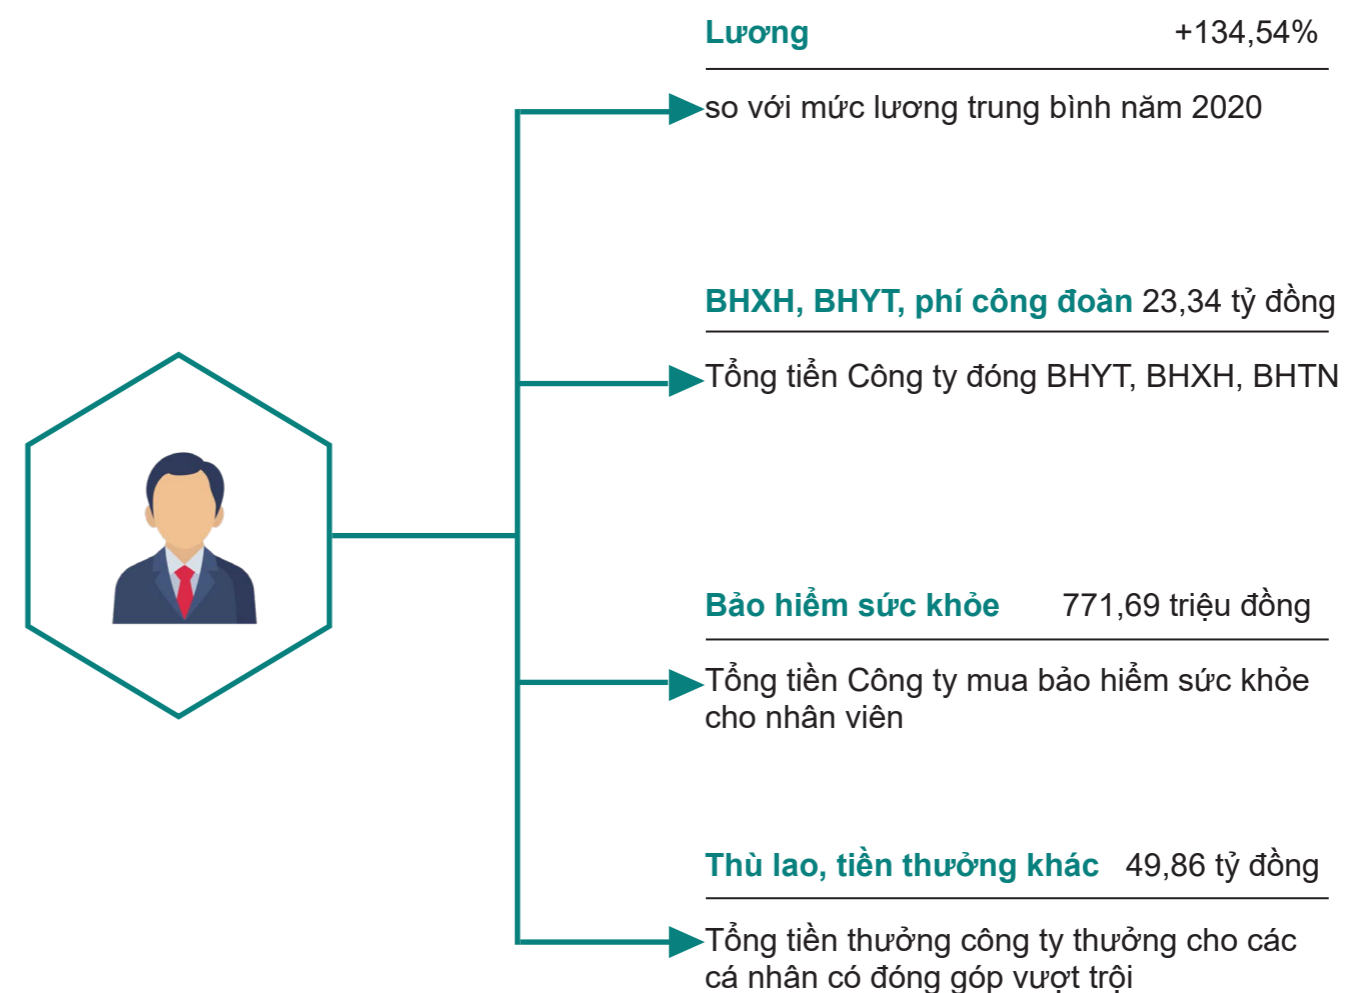 Lương +134,54%
so với mức lương trung bình năm 2020
BHXH, BHYT, phí công đoàn 23,34 tỷ đồng
Tổng tiền Công ty đóng BHYT, BHXH, BHTN
Bảo hiểm sức khỏe 771,69 triệu đồng
Tổng tiền Công ty mua bảo hiểm sức khỏe
cho nhân viên
Thù lao, tiền thưởng khác 49,86 tỷ đồng
Tổng tiền thưởng công ty thưởng cho các
cá nhân có đóng góp vượt trội